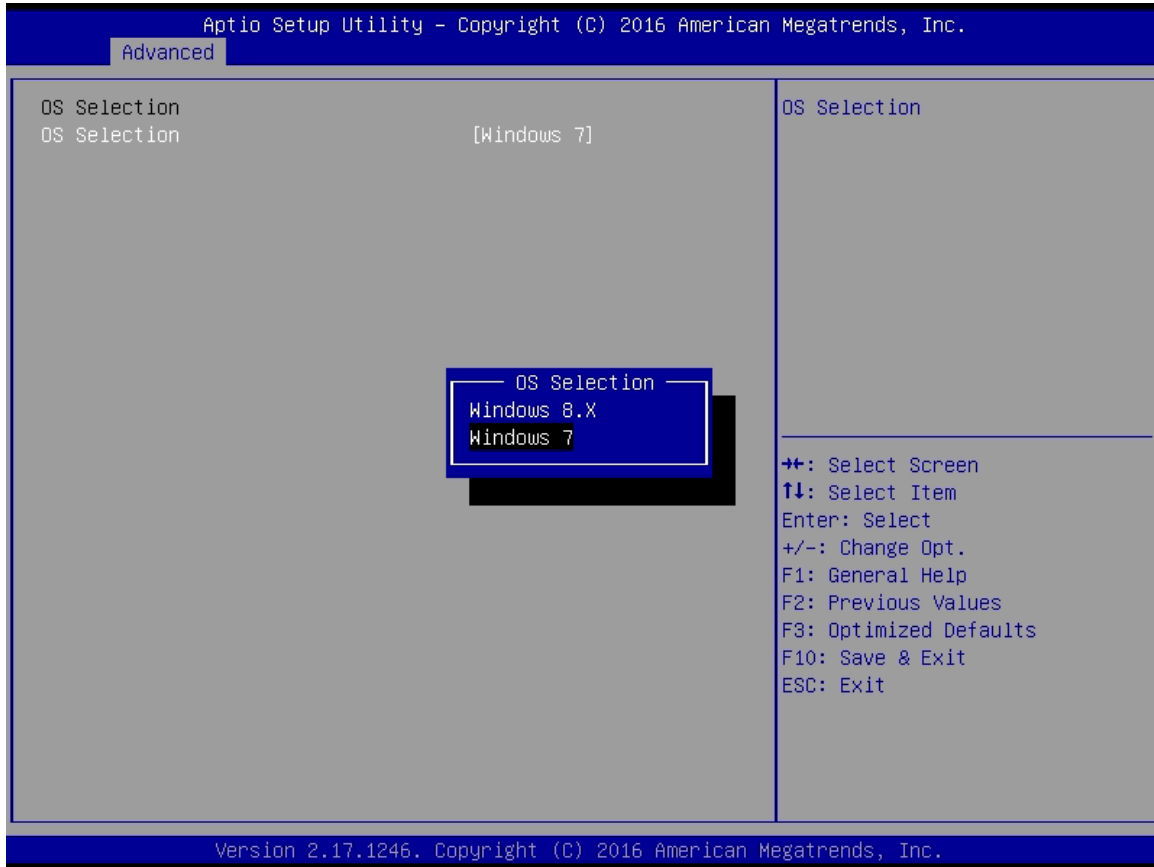 Aptio Setup Utility – Copyright (C) 2016 American Megatrends, Inc.
Advanced
OS Selection
OS Selection [Windows 7]
OS Selection
Windows 8.X
Windows 7
OS Selection
→←: Select Screen
↑↓: Select Item
Enter: Select
+/-: Change Opt.
F1: General Help
F2: Previous Values
F3: Optimized Defaults
F10: Save & Exit
ESC: Exit
Version 2.17.1246. Copyright (C) 2016 American Megatrends, Inc.